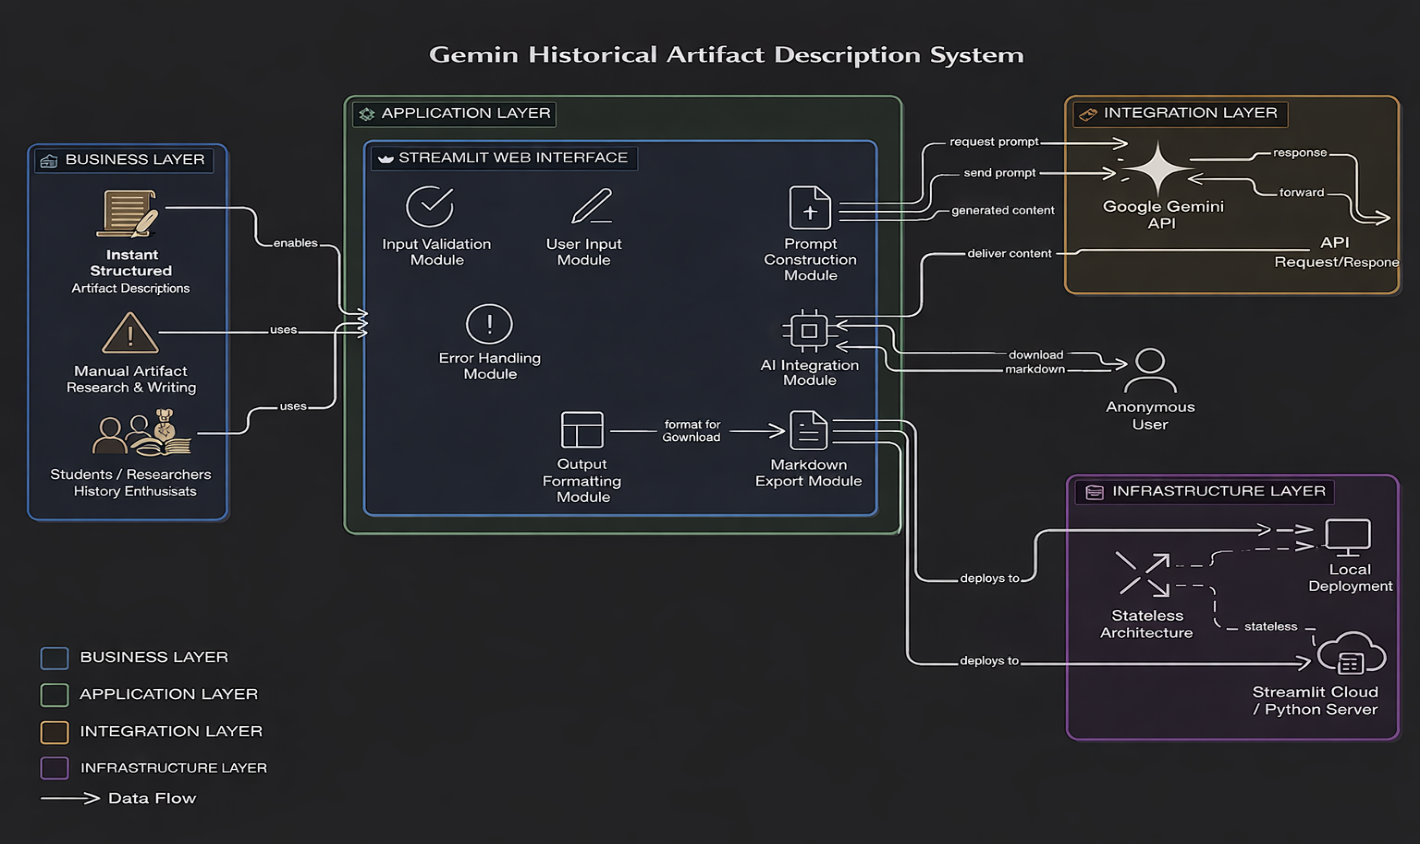 Gemin Historical Artifact Description System
BUSINESS LAYER
Instant
Structured
Artifact Descriptions
Manual Artifact
Research & Writing
Students / Researchers
History Enthusisats
enables
uses
uses
APPLICATION LAYER
STREAMLIT WEB INTERFACE
Input Validation
Module
User Input
Module
Prompt
Construction
Module
Error Handling
Module
AI Integration
Module
Output
Formatting
Module
format for
Gownload
Markdown
Export Module
request prompt
send prompt
generated content
deliver content
INTEGRATION LAYER
Google Gemini
API
response
forward
API
Request/Respone
download
markdown
Anonymous
User
INFRASTRUCTURE LAYER
deploys to
deploys to
Stateless
Architecture
stateless
Local
Deployment
Streamlit Cloud
/ Python Server
BUSINESS LAYER
APPLICATION LAYER
INTEGRATION LAYER
INFRASTRUCTURE LAYER
Data Flow